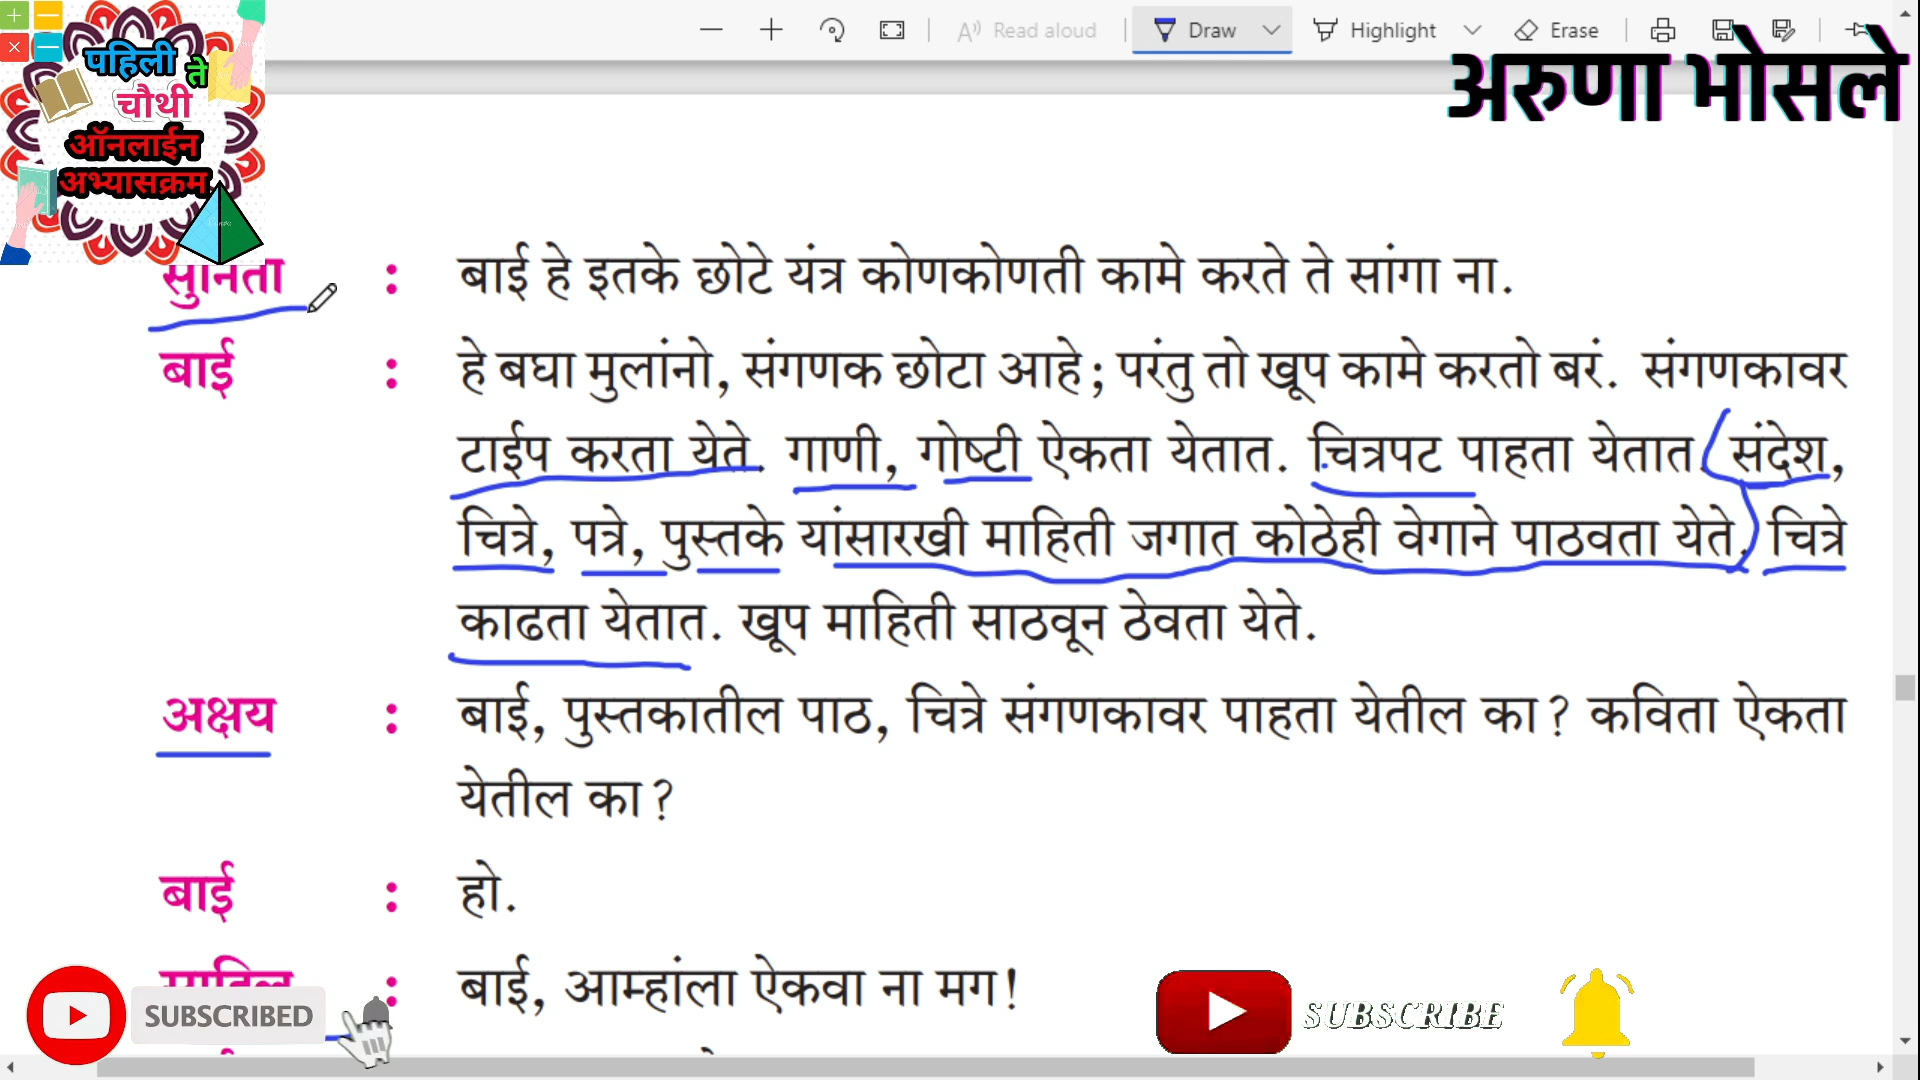 Read aloud
Draw
Highlight
Erase
पहिली ते
चौथी
ऑनलाईन
अभ्यासक्रम
अरुणा भोसले
सुनिता : बाई हे इतके छोटे यंत्र कोणकोणती कामे करते ते सांगा ना.
बाई : हे बघा मुलांनो, संगणक छोटा आहे; परंतु तो खूप कामे करतो बरं. संगणकावर
टाईप करता येते. गाणी, गोष्टी ऐकता येतात. चित्रपट पाहता येतात. संदेश,
चित्रे, पत्रे, पुस्तके यांसारखी माहिती जगात कोठेही वेगाने पाठवता येते. चित्रे
काढता येतात. खूप माहिती साठवून ठेवता येते.
अक्षय : बाई, पुस्तकातील पाठ, चित्रे संगणकावर पाहता येतील का? कविता ऐकता
येतील का?
बाई : हो.
: बाई, आम्हांला ऐकवा ना मग!
SUBSCRIBED
SUBSCRIBE